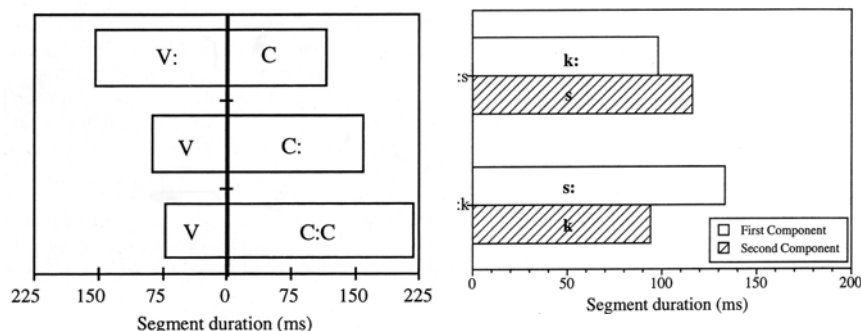 V: C
V C:
V C:C
225 150 75 0 75 150 225
Segment duration (ms)
k:
:s
s
s:
:k
k
First Component
Second Component
0 50 100 150 200
Segment duration (ms)